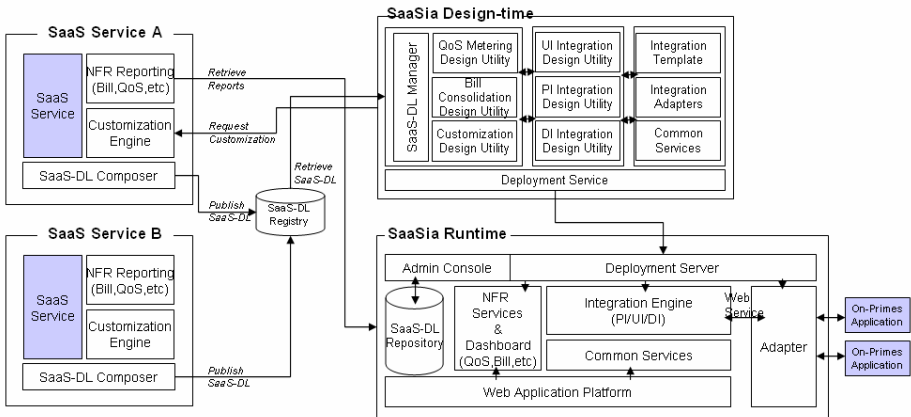 SaaS Service A
SaaS
Service
NFR Reporting
(Bill,QoS,etc)
Customization
Engine
SaaS-DL Composer
Retrieve
Reports
Request
Customization
Publish
SaaS-DL
Retrieve
SaaS-DL
SaaS-DL
Registry
SaaS Service B
SaaS
Service
NFR Reporting
(Bill,QoS,etc)
Customization
Engine
SaaS-DL Composer
Publish
SaaS-DL
SaaSia Design-time
SaaS-DL Manager
QoS Metering
Design Utility
Bill
Consolidation
Design Utility
Customization
Design Utility
UI Integration
Design Utility
PI Integration
Design Utility
DI Integration
Design Utility
Integration
Template
Integration
Adapters
Common
Services
Deployment Service
SaaSia Runtime
Admin Console
Deployment Server
SaaS-DL
Repository
NFR
Services
&
Dashboard
(QoS,Bill,etc)
Integration Engine
(PI/UI/DI)
Common Services
Web
Service
Adapter
Web Application Platform
On-Primes
Application
On-Primes
Application